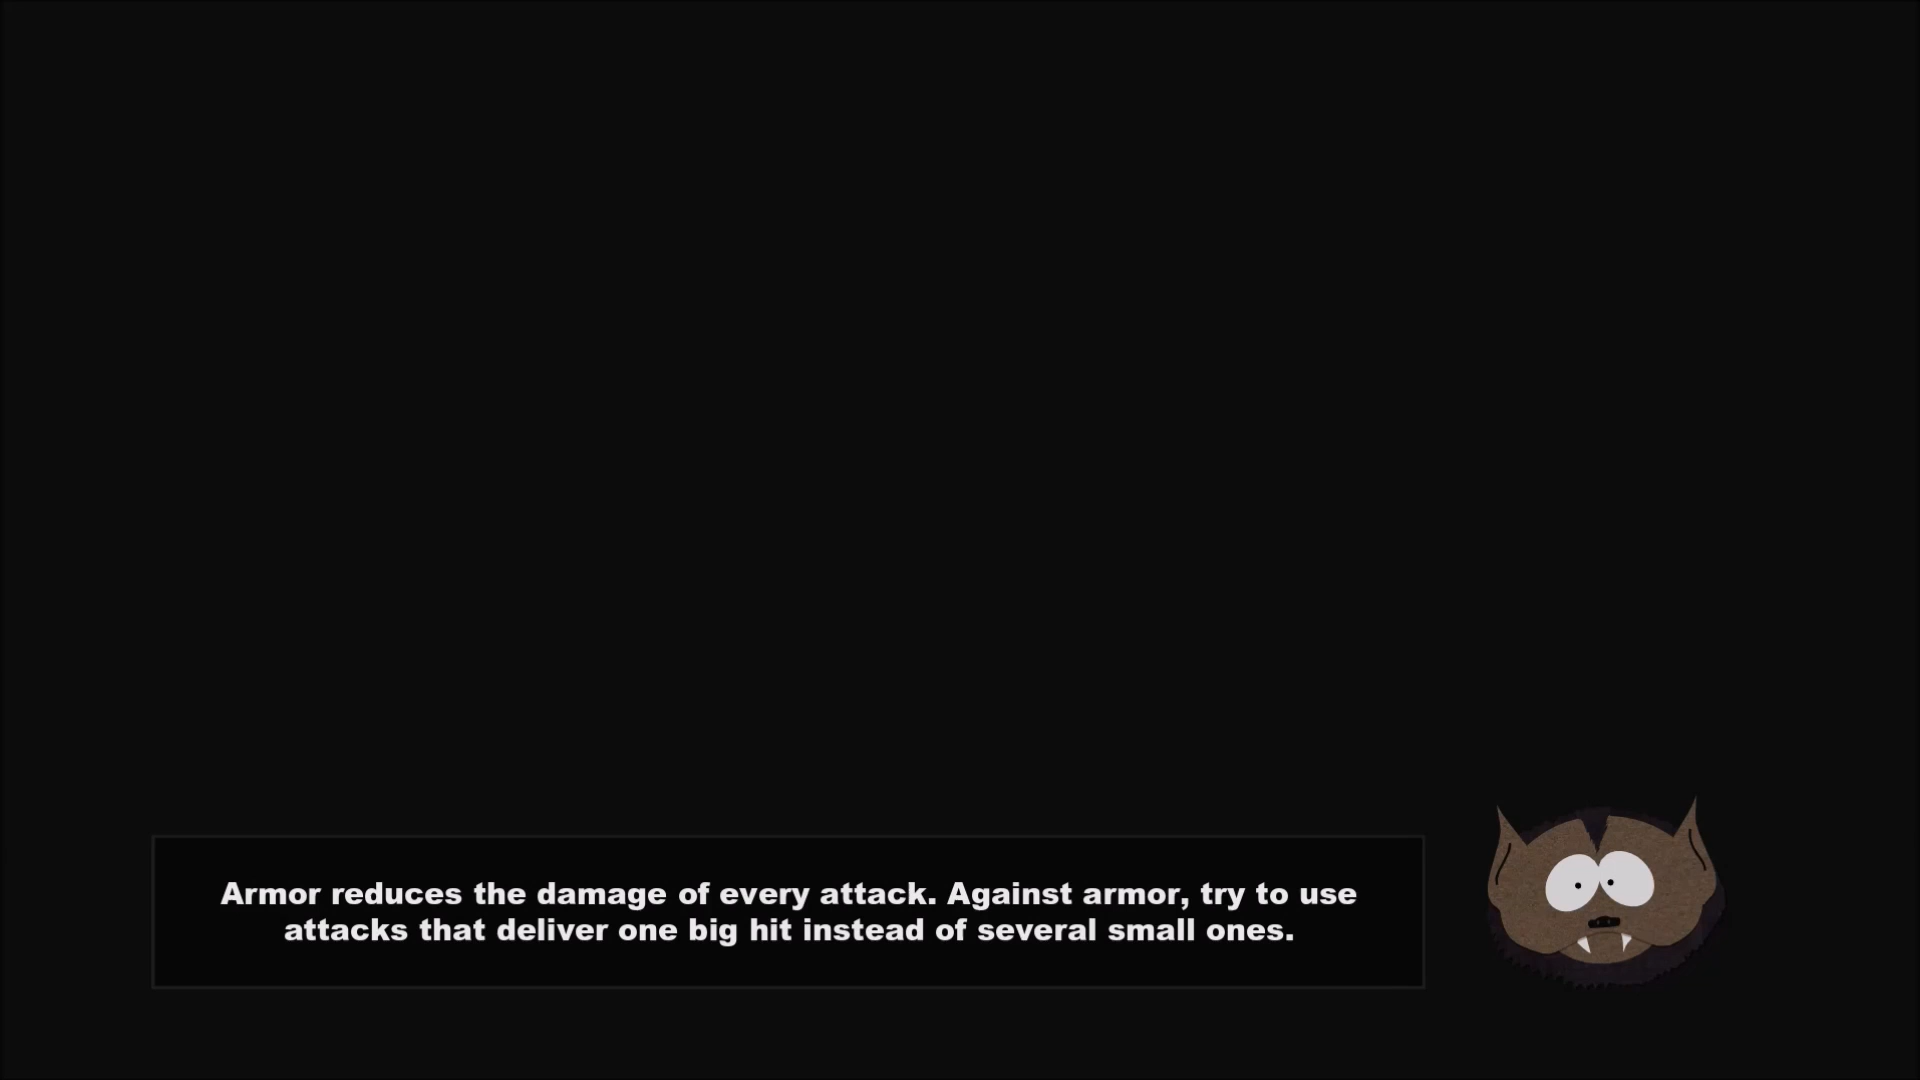 Armor reduces the damage of every attack. Against armor, try to use
attacks that deliver one big hit instead of several small ones.